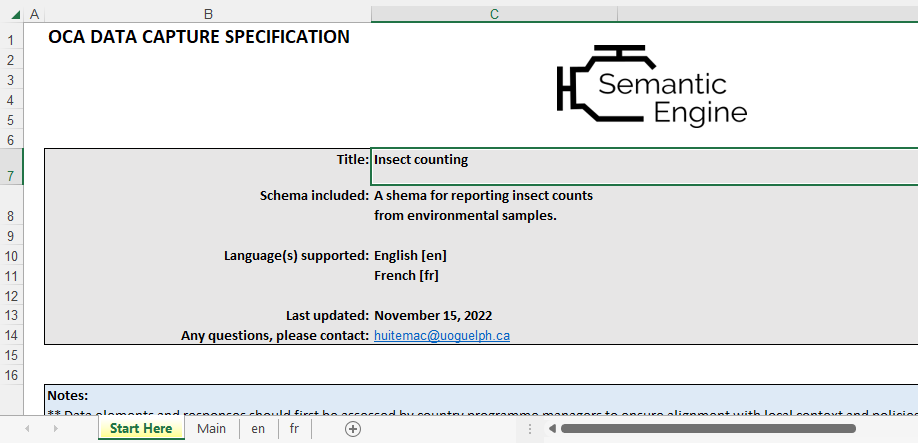 A B C
1 OCA DATA CAPTURE SPECIFICATION
2
3
4
5
6
Semantic
Engine
7 Title: Insect counting
8 Schema included: A shema for reporting insect counts
from environmental samples.
9
10 Language(s) supported: English [en]
11 French [fr]
12
13 Last updated: November 15, 2022
14 Any questions, please contact: huitemac@uoguelph.ca
15
16
Notes:
** Data elements and responses should first be assessed by country programme managers to ensure alignment with local context and policies
Start Here Main en fr